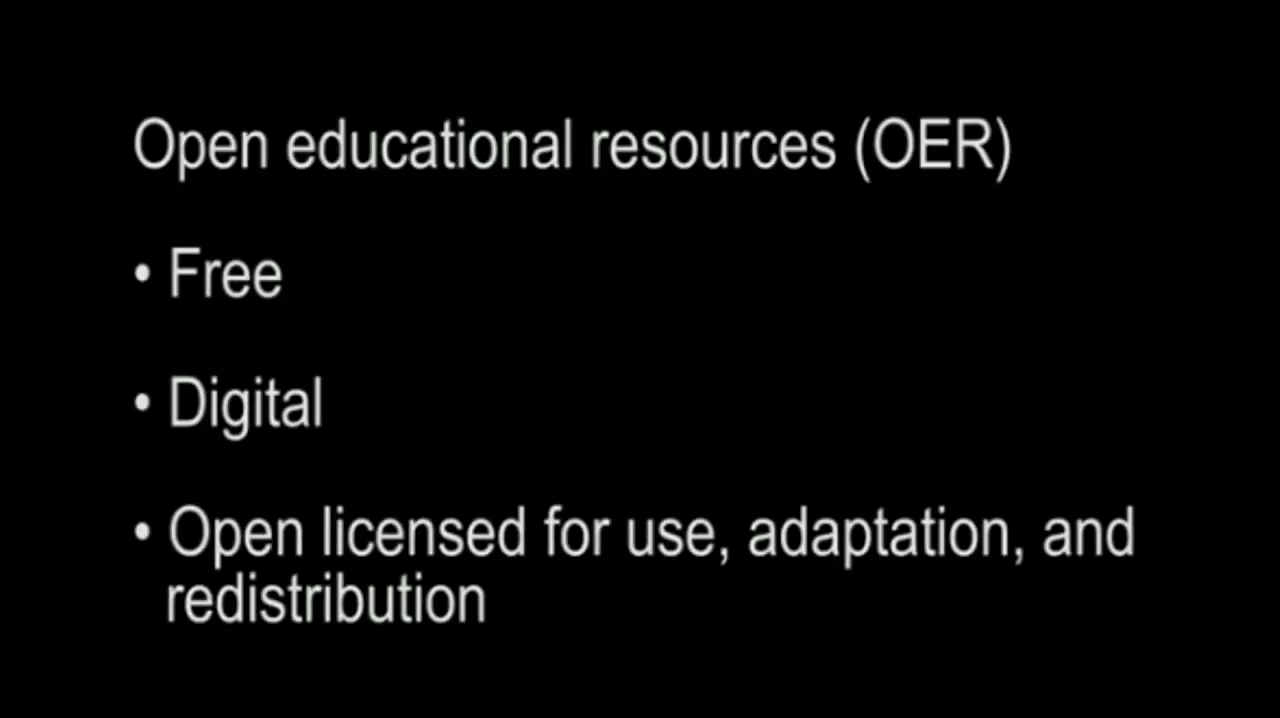 Open educational resources (OER)
• Free
• Digital
• Open licensed for use, adaptation, and
redistribution